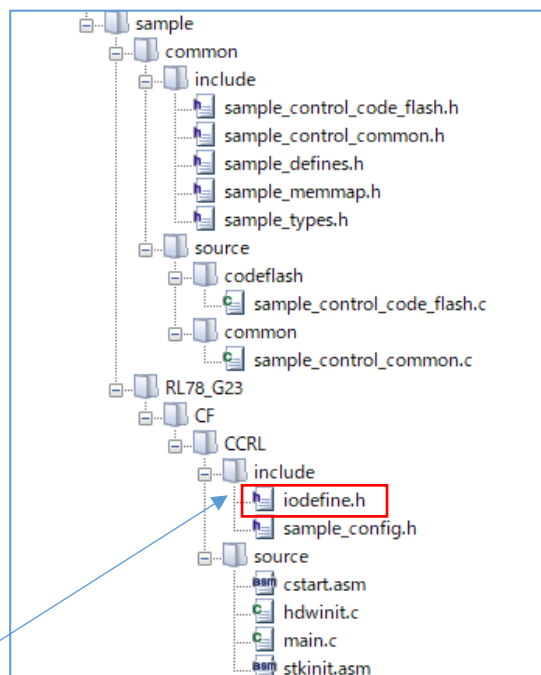 sample
common
include
sample_control_code_flash.h
sample_control_common.h
sample_defines.h
sample_memmap.h
sample_types.h
source
codeflash
sample_control_code_flash.c
common
sample_control_common.c
RL78_G23
CF
CCRL
include
iodefine.h
sample_config.h
source
cstart.asm
hdwinit.c
main.c
stkinit.asm